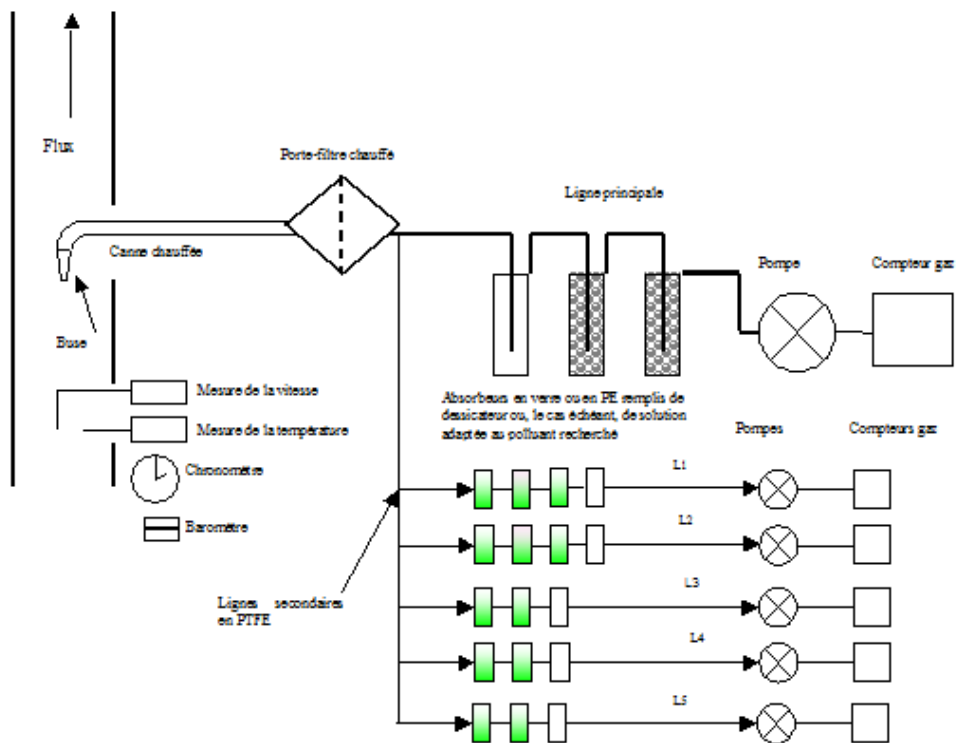 Flux
Porte-filtre chauffé
Ligne principale
Canne chauffée
Pompe
Compteur gaz
Buse
Mesure de la vitesse
Absorbeurs en verre ou en PE remplis de
dessicateur ou, le cas échéant, de solution
adaptée au polluant recherché
Mesure de la température
Pompes
Compteurs gaz
Chronomètre
L1
Baromètre
L2
L3
Lignes secondaires
en PTFE
L4
L5